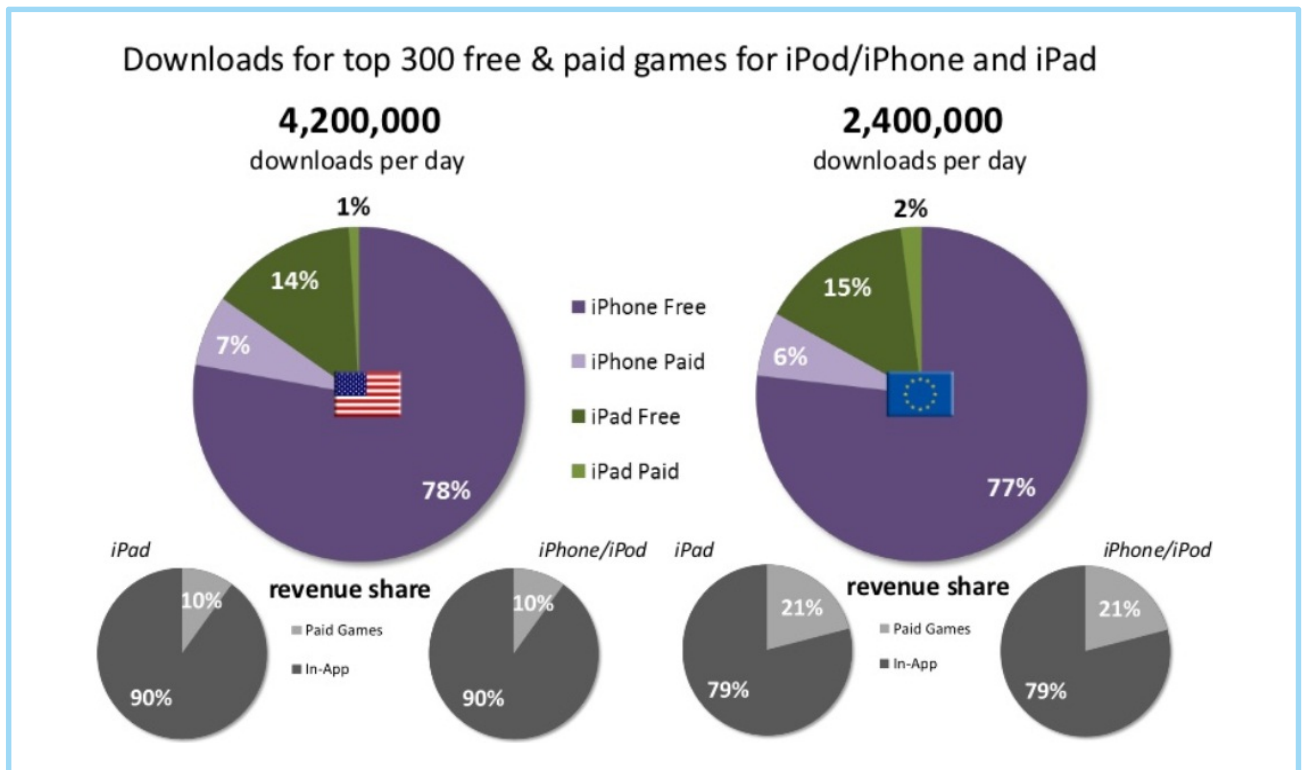 Downloads for top 300 free & paid games for iPod/iPhone and iPad
4,200,000
downloads per day
1%
14%
7%
78%
2,400,000
downloads per day
2%
15%
6%
77%
iPhone Free
iPhone Paid
iPad Free
iPad Paid
iPad
iPhone/iPod
revenue share
10%
90%
Paid Games
In-App
10%
90%
iPad
iPhone/iPod
revenue share
21%
79%
Paid Games
In-App
21%
79%